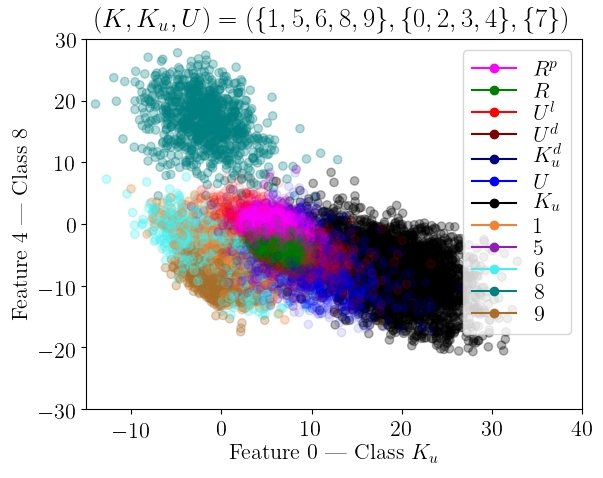 (K, K_u, U) = ({1, 5, 6, 8, 9}, {0, 2, 3, 4}, {7})
30
20
10
0
−10
−20
−30
Feature 4 — Class 8
R^p
R
U^l
U^d
K_u^d
U
K_u
1
5
6
8
9
−10
0
10
20
30
40
Feature 0 — Class K_u